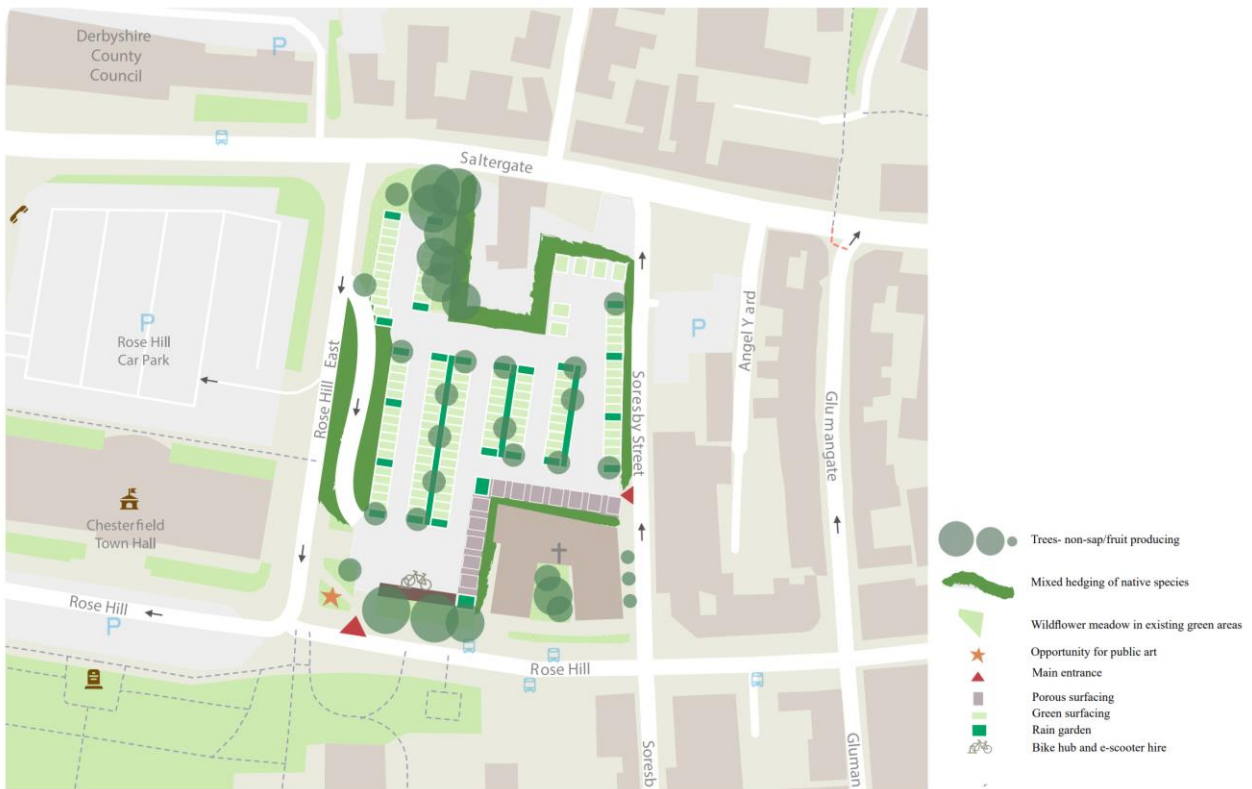 Derbyshire
County
Council
P
Saltergate
P
Rose Hill
Car Park
Rose Hill East
P
Angel Y ard
Soresby Street
Glumangate
Chesterfield
Town Hall
Rose Hill
P
Rose Hill
Soresb
Gluman
Trees- non-sap/fruit producing
Mixed hedging of native species
Wildflower meadow in existing green areas
Opportunity for public art
Main entrance
Porous surfacing
Green surfacing
Rain garden
Bike hub and e-scooter hire